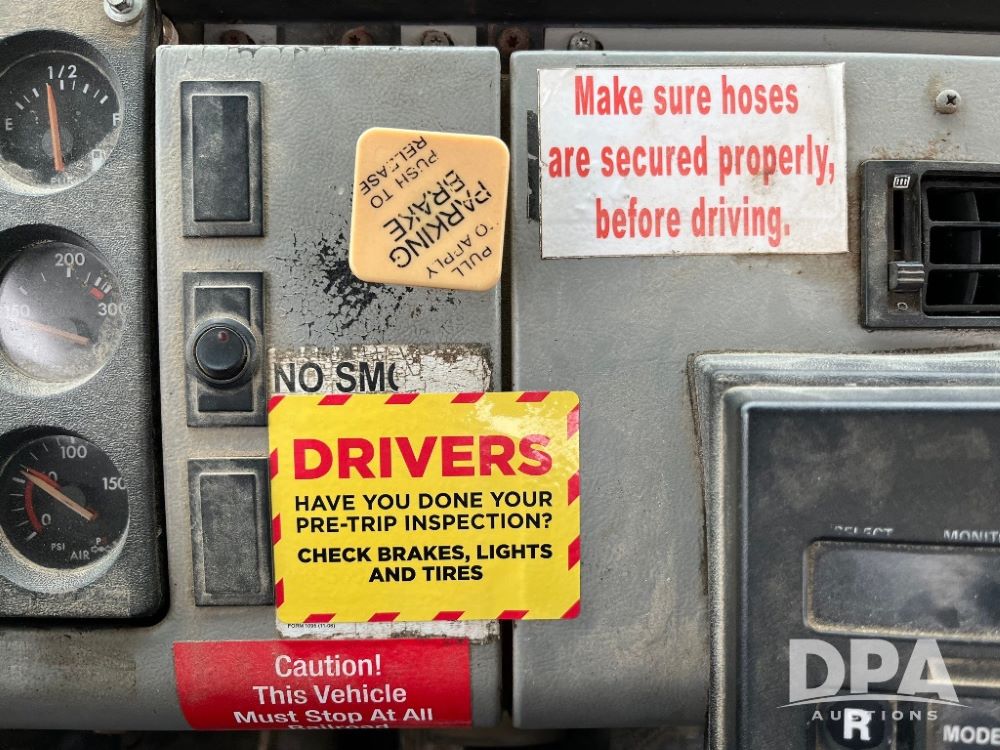 1/2
E
F
200
150
300
100
150
0
PSI
AIR
PARKING
BRAKE
PUSH TO
RELEASE
PULL
TO APPLY
Make sure hoses
are secured properly,
before driving.
NO SMO
DRIVERS
HAVE YOU DONE YOUR
PRE-TRIP INSPECTION?
CHECK BRAKES, LIGHTS
AND TIRES
Caution!
This Vehicle
Must Stop At All
Railroad
SELECT
MONIT
R
MODE
DPA
AUCTIONS